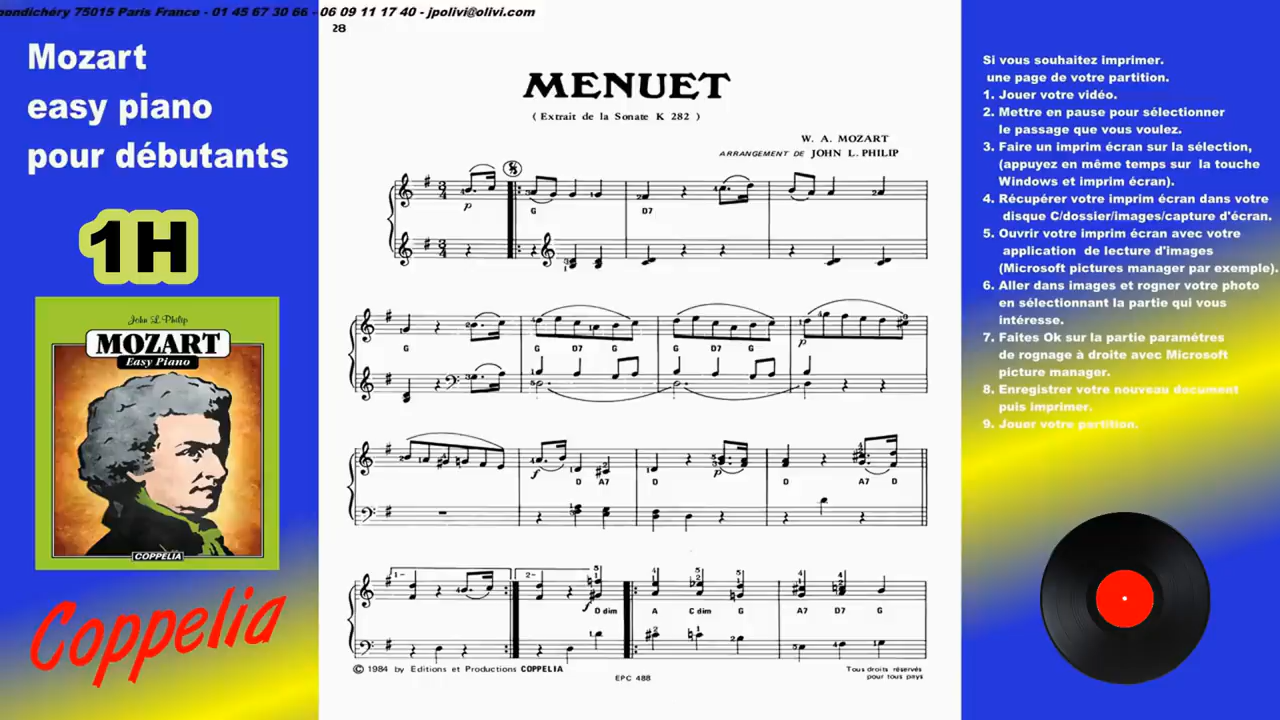 pondichéry 75015 Paris France - 01 45 67 30 66 - 06 09 11 17 40 - jpolivi@olivi.com
28
Mozart
easy piano
pour débutants
1H
John L. Philip
MOZART
Easy Piano
COPPELIA
Coppelia
MENUET
( Extrait de la Sonate K 282 )
W. A. MOZART
ARRANGEMENT DE JOHN L. PHILIP
p
G D7
G G D7 G G D7 G p
f D A7 D p D A7 D
1- 2- f D dim A C dim G A7 D7 G
© 1984 by Editions et Productions COPPELIA
EPC 488
Tous droits réservés
pour tous pays
Si vous souhaitez imprimer.
une page de votre partition.
1. Jouer votre vidéo.
2. Mettre en pause pour sélectionner
le passage que vous voulez.
3. Faire un imprim écran sur la sélection,
(appuyez en même temps sur la touche
Windows et imprim écran).
4. Récupérer votre imprim écran dans votre
disque C/dossier/images/capture d'écran.
5. Ouvrir votre imprim écran avec votre
application de lecture d'images
(Microsoft pictures manager par exemple).
6. Aller dans images et rogner votre photo
en sélectionnant la partie qui vous
intéresse.
7. Faites Ok sur la partie paramétres
de rognage à droite avec Microsoft
picture manager.
8. Enregistrer votre nouveau document
puis imprimer.
9. Jouer votre partition.